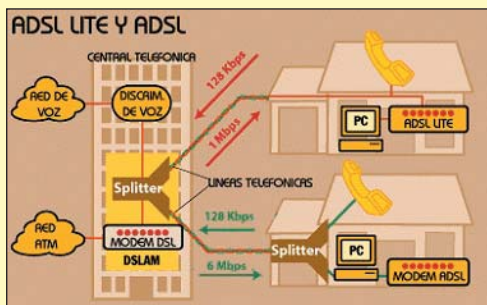 ADSL LITE Y ADSL
CENTRAL TELEFONICA
RED DE
VOZ
DISCRIM.
DE VOZ
128 Kbps
1 Mbps
PC
ADSL LITE
Splitter
LINEAS TELEFONICAS
128 Kbps
6 Mbps
Splitter
PC
MODEM ADSL
RED
ATM
MODEM DSL
DSLAM